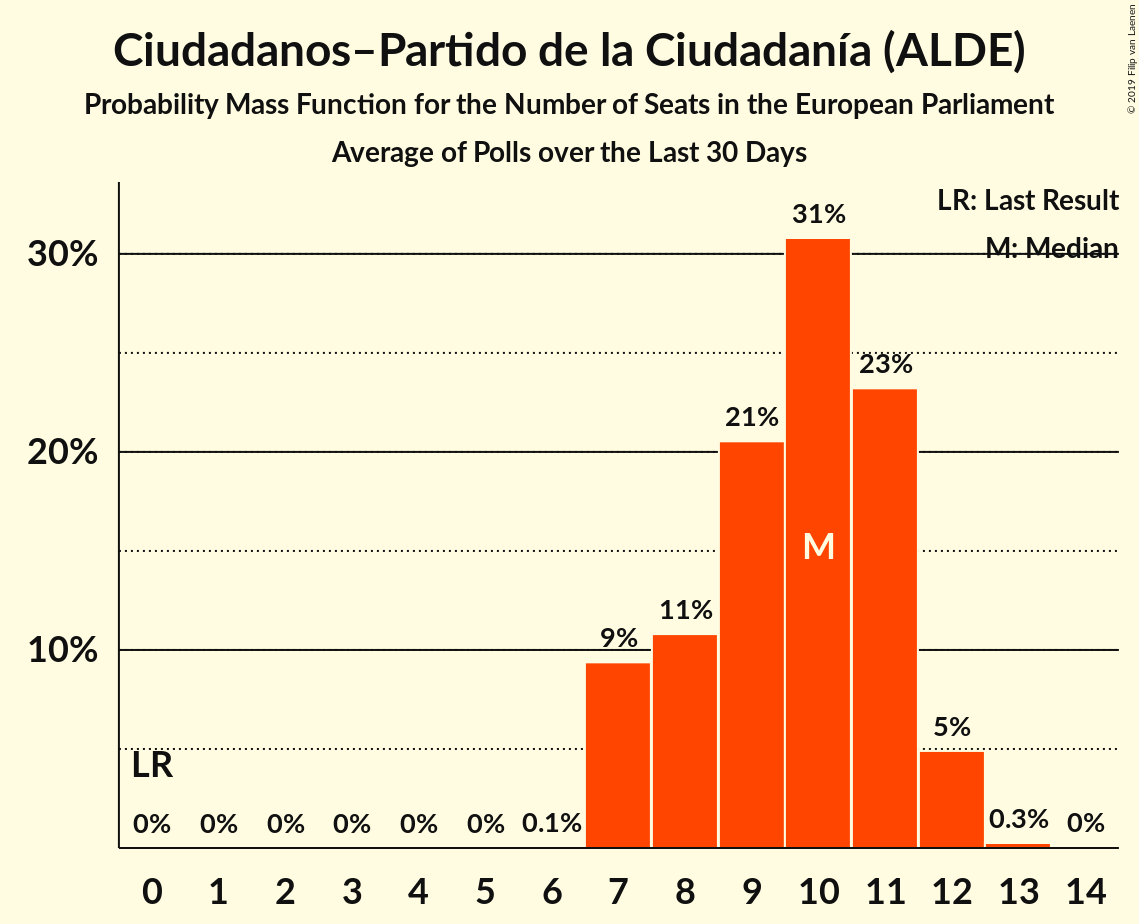 Ciudadanos–Partido de la Ciudadanía (ALDE)
Probability Mass Function for the Number of Seats in the European Parliament
Average of Polls over the Last 30 Days
© 2019 Filip van Laenen
LR: Last Result
M: Median
31%
30%
23%
21%
20%
M
11%
9%
10%
5%
LR
0% 0% 0% 0% 0% 0% 0.1% 0.3% 0%
0 1 2 3 4 5 6 7 8 9 10 11 12 13 14